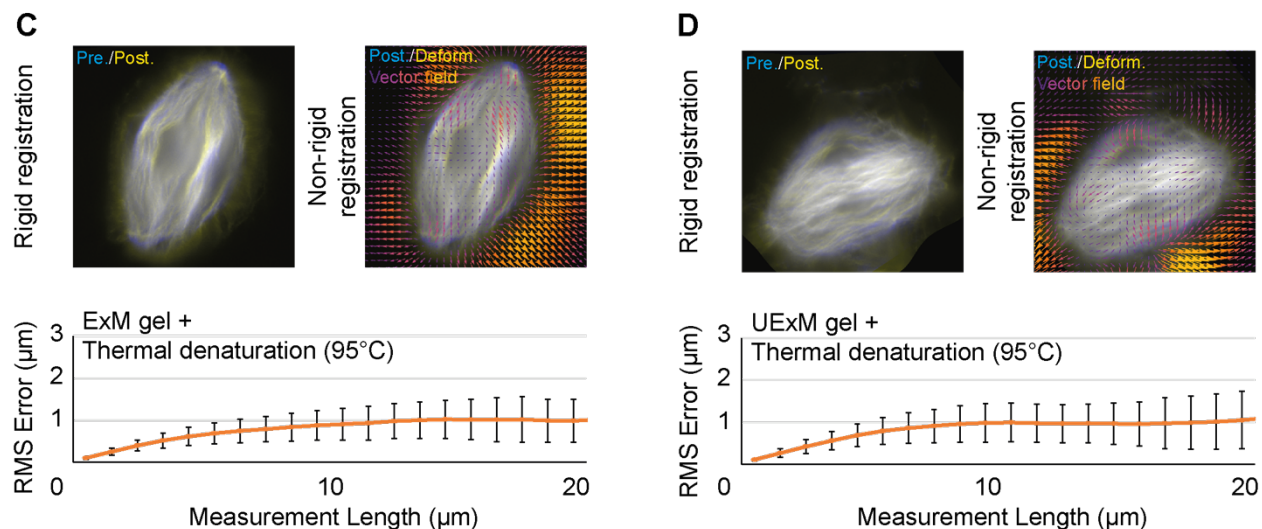 C
Rigid registration
Pre./Post.
Non-rigid
registration
Post./Deform.
Vector field
RMS Error (µm)
3
2
1
0
ExM gel +
Thermal denaturation (95°C)
10
20
Measurement Length (µm)
D
Rigid registration
Pre./Post.
Non-rigid
registration
Post./Deform.
Vector field
RMS Error (µm)
3
2
1
0
UExM gel +
Thermal denaturation (95°C)
10
20
Measurement Length (µm)